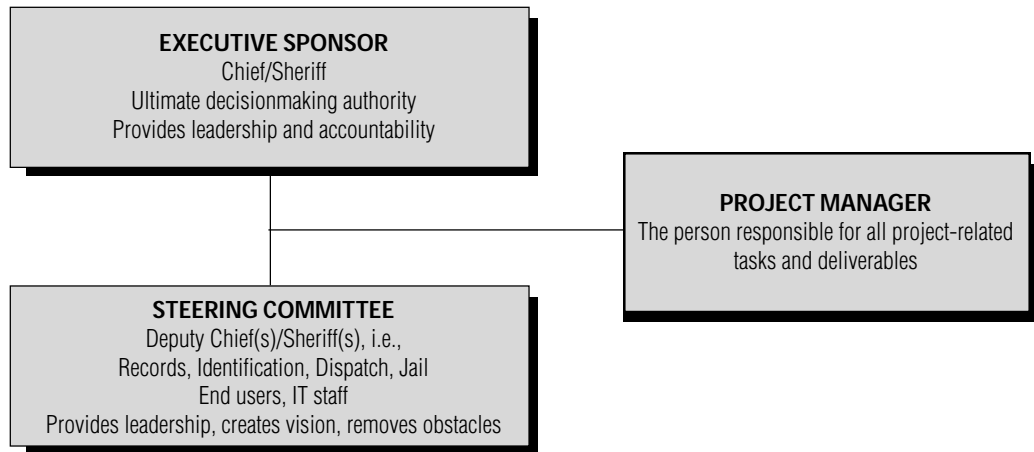 EXECUTIVE SPONSOR
Chief/Sheriff
Ultimate decisionmaking authority
Provides leadership and accountability
PROJECT MANAGER
The person responsible for all project-related
tasks and deliverables
STEERING COMMITTEE
Deputy Chief(s)/Sheriff(s), i.e.,
Records, Identification, Dispatch, Jail
End users, IT staff
Provides leadership, creates vision, removes obstacles